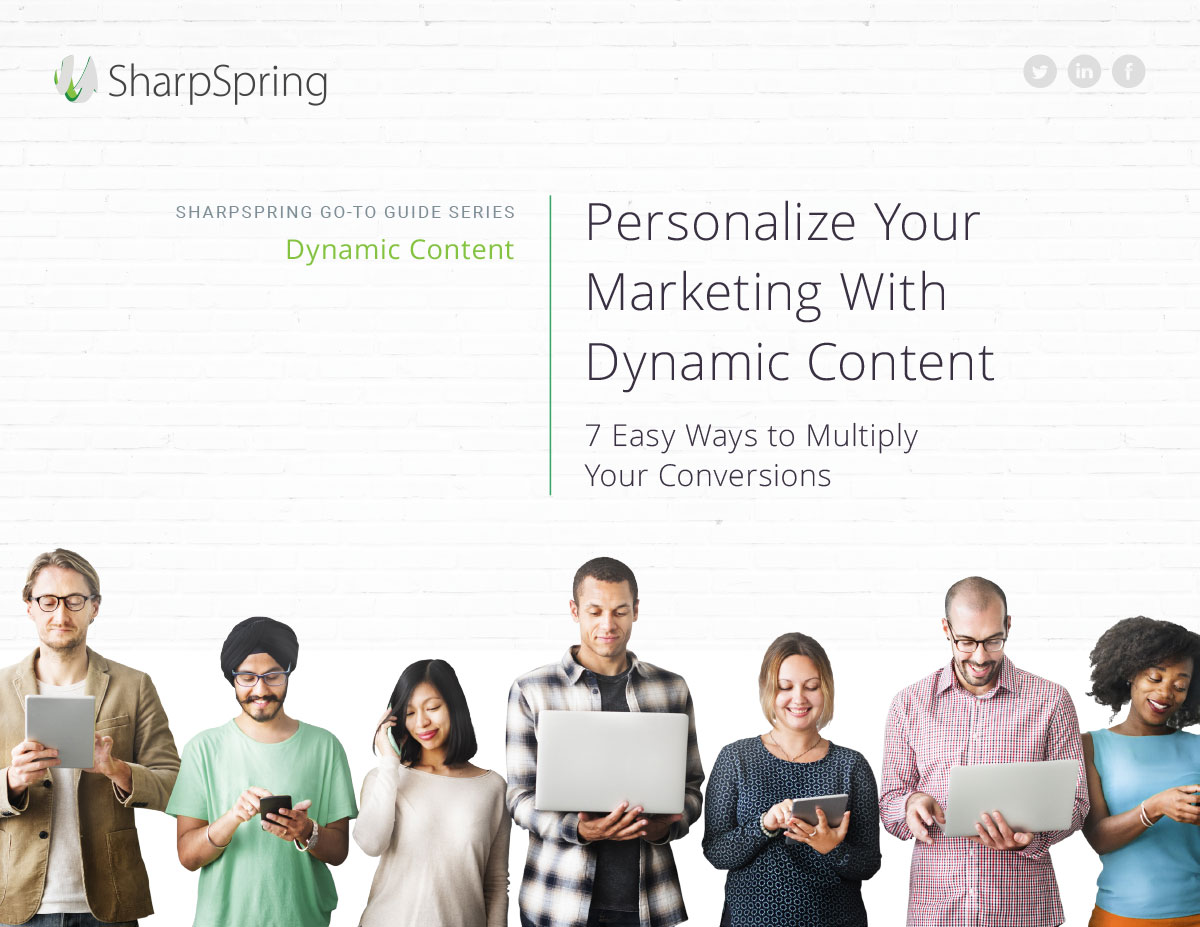 SharpSpring
SHARPSPRING GO-TO GUIDE SERIES
Dynamic Content
Personalize Your
Marketing With
Dynamic Content
7 Easy Ways to Multiply
Your Conversions